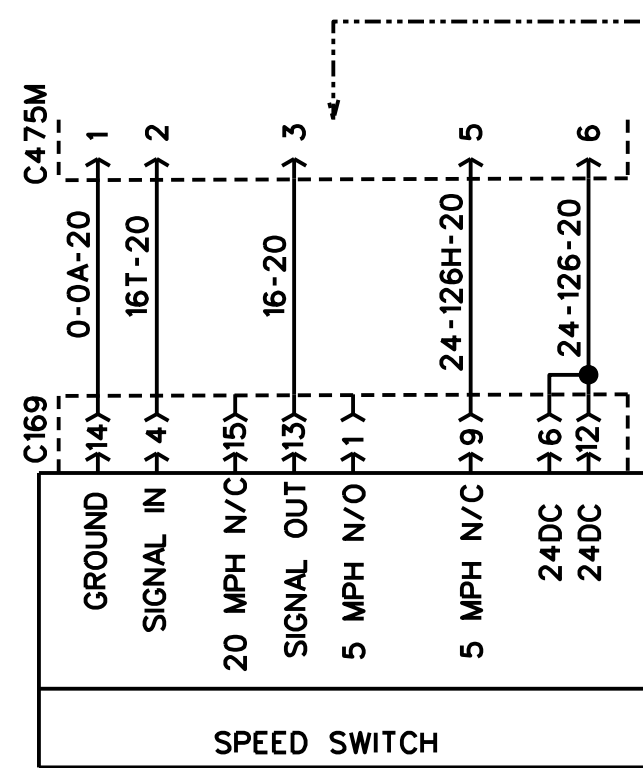 C475M
1
2
3
5
6
0-0A-20
16T-20
16-20
24-126H-20
24-126-20
C169
14
4
15
13
1
9
6
12
GROUND
SIGNAL IN
20 MPH N/C
SIGNAL OUT
5 MPH N/O
5 MPH N/C
24DC
24DC
SPEED SWITCH